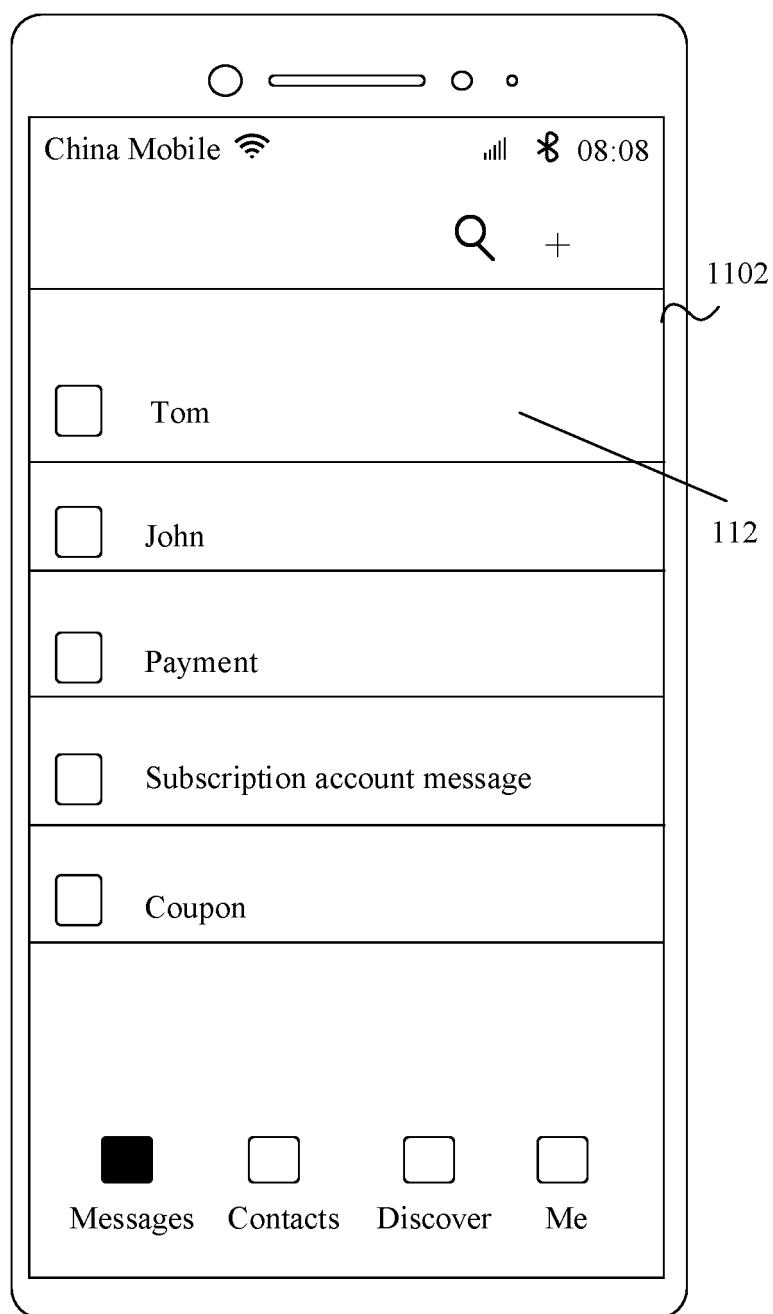 China Mobile 08:08
+
1102
Tom
112
John
Payment
Subscription account message
Coupon
Messages Contacts Discover Me